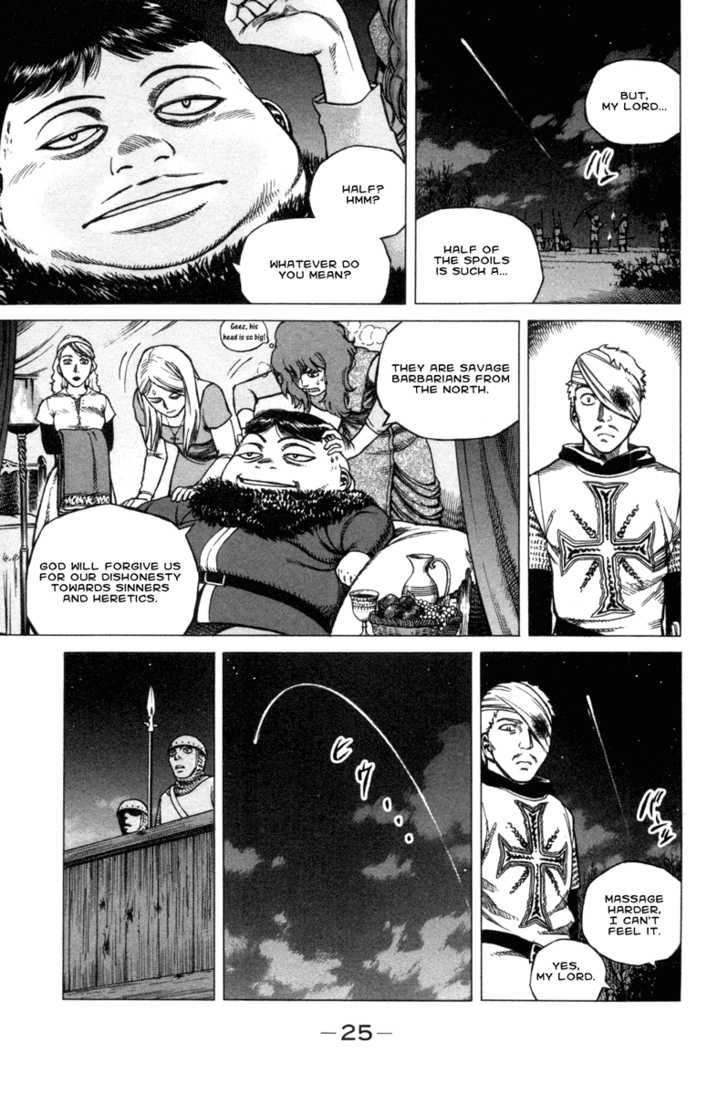 BUT,
MY LORD...
HALF OF
THE SPOILS
IS SUCH A...
HALF?
HMM?
WHATEVER DO
YOU MEAN?
THEY ARE SAVAGE
BARBARIANS FROM
THE NORTH.
Geez, his
head is so big!
GOD WILL FORGIVE US
FOR OUR DISHONESTY
TOWARDS SINNERS
AND HERETICS.
MASSAGE
HARDER,
I CAN'T
FEEL IT.
YES,
MY LORD.
—25—